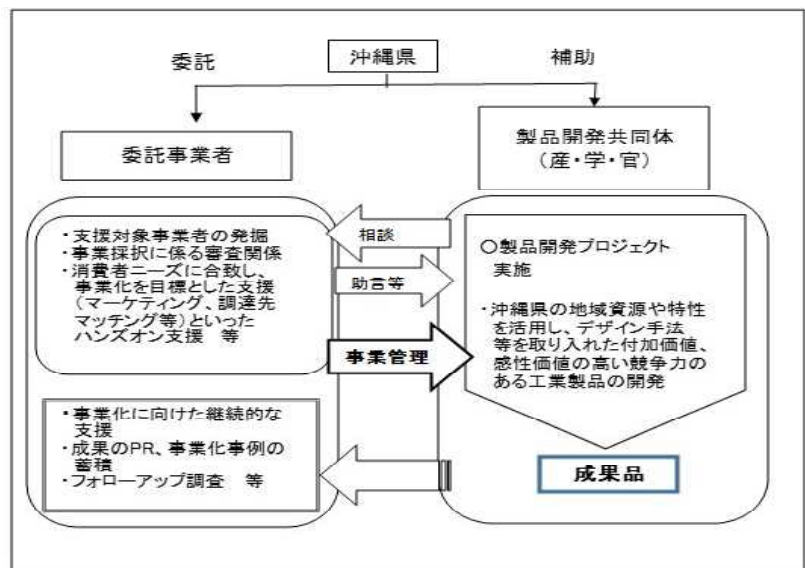 委託
沖縄県
補助
委託事業者
製品開発共同体
（産・学・官）
・支援対象事業者の発掘
・事業採択に係る審査関係
・消費者ニーズに合致し、
事業化を目標とした支援
（マーケティング、調達先
マッチング等）といった
ハンズオン支援　等
相談
助言等
事業管理
〇製品開発プロジェクト
実施
・沖縄県の地域資源や特性
を活用し、デザイン手法
等を取り入れた付加価値、
感性価値の高い競争力の
ある工業製品の開発
・事業化に向けた継続的な
支援
・成果のPR、事業化事例の
蓄積
・フォローアップ調査　等
成果品